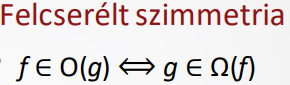 Felcserélt szimmetria
f ∈ O(g) ⟺ g ∈ Ω(f)